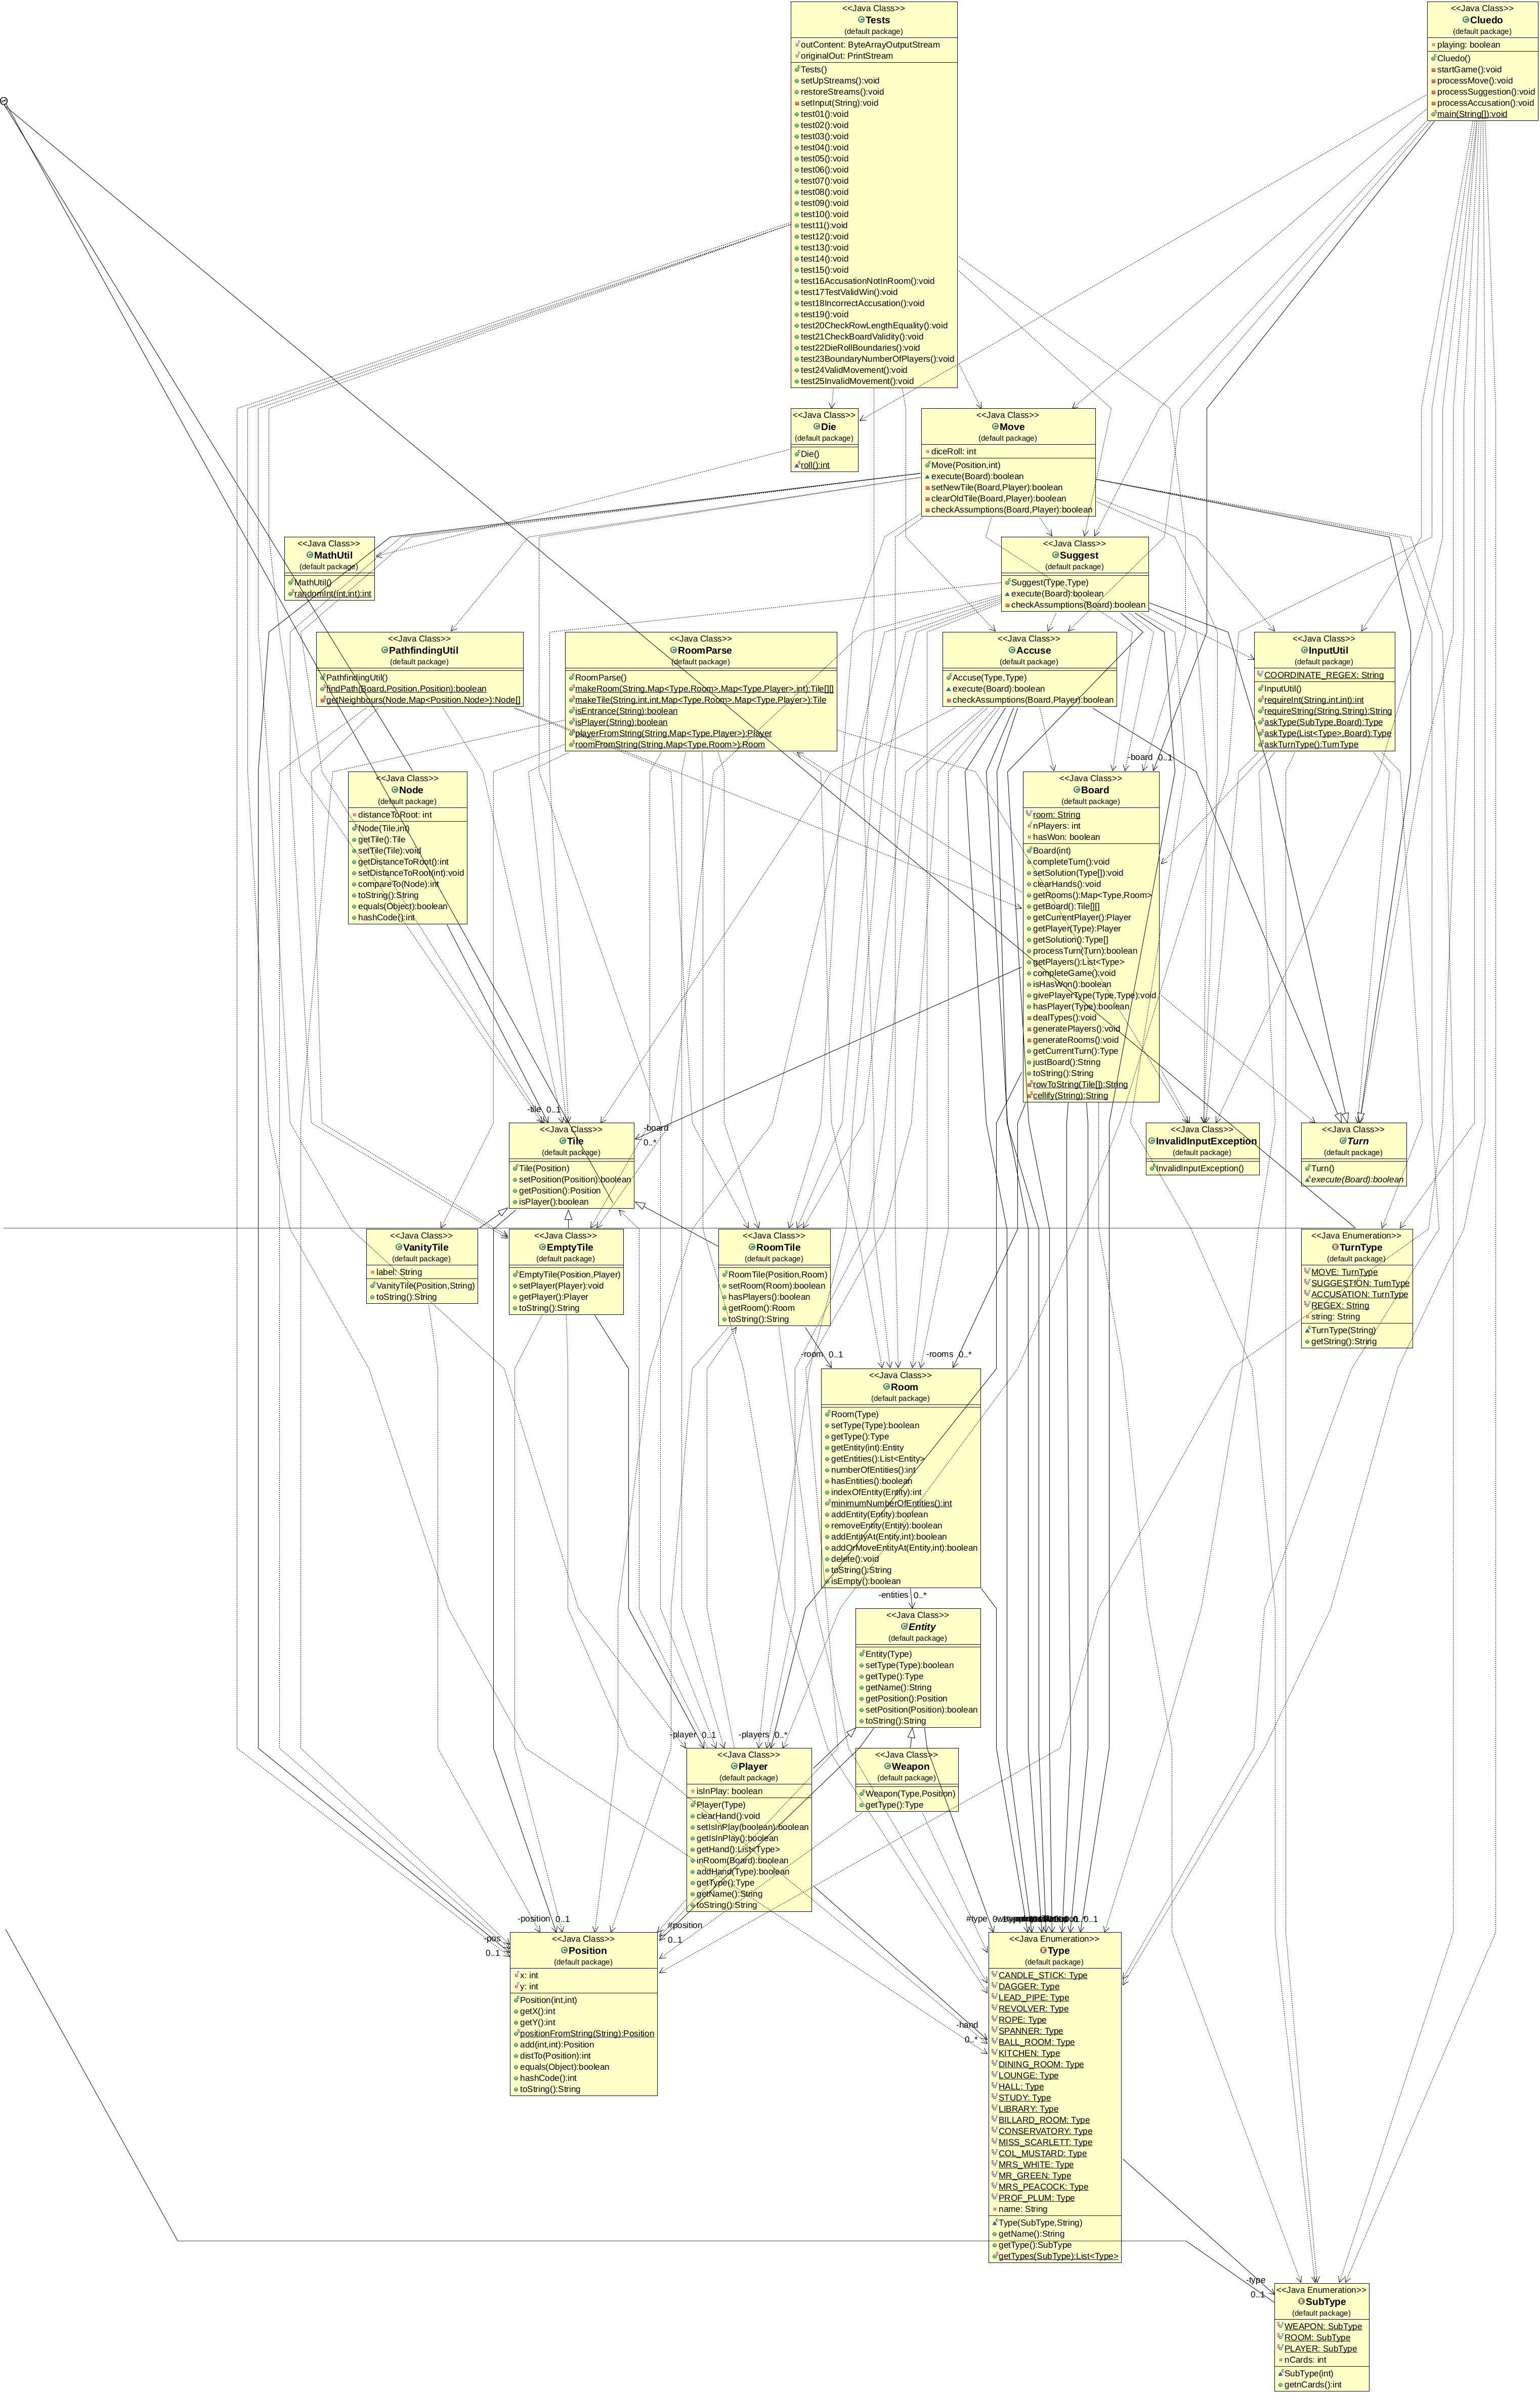 <<Java Class>>
Tests
(default package)
outContent: ByteArrayOutputStream
originalOut: PrintStream
Tests()
setUpStreams():void
restoreStreams():void
setInput(String):void
test01():void
test02():void
test03():void
test04():void
test05():void
test06():void
test07():void
test08():void
test09():void
test10():void
test11():void
test12():void
test13():void
test14():void
test15():void
test16AccusationNotInRoom():void
test17TestValidWin():void
test18IncorrectAccusation():void
test19():void
test20CheckRowLengthEquality():void
test21CheckBoardValidity():void
test22DieRollBoundaries():void
test23BoundaryNumberOfPlayers():void
test24ValidMovement():void
test25InvalidMovement():void
<<Java Class>>
Cluedo
(default package)
playing: boolean
Cluedo()
startGame():void
processMove():void
processSuggestion():void
processAccusation():void
main(String[]):void
<<Java Class>>
Die
(default package)
Die()
roll():int
<<Java Class>>
Move
(default package)
diceRoll: int
Move(Position,int)
execute(Board):boolean
setNewTile(Board,Player):boolean
clearOldTile(Board,Player):boolean
checkAssumptions(Board,Player):boolean
<<Java Class>>
MathUtil
(default package)
MathUtil()
randomInt(int,int):int
<<Java Class>>
Suggest
(default package)
Suggest(Type,Type)
execute(Board):boolean
checkAssumptions(Board):boolean
<<Java Class>>
PathfindingUtil
(default package)
PathfindingUtil()
findPath(Board,Position,Position):boolean
getNeighbours(Node,Map<Position,Node>):Node[]
<<Java Class>>
RoomParse
(default package)
RoomParse()
makeRoom(String,Map<Type,Room>,Map<Type,Player>,int):Tile[][]
makeTile(String,int,int,Map<Type,Room>,Map<Type,Player>):Tile
isEntrance(String):boolean
isPlayer(String):boolean
playerFromString(String,Map<Type,Player>):Player
roomFromString(String,Map<Type,Room>):Room
<<Java Class>>
Accuse
(default package)
Accuse(Type,Type)
execute(Board):boolean
checkAssumptions(Board,Player):boolean
<<Java Class>>
InputUtil
(default package)
COORDINATE_REGEX: String
InputUtil()
requireInt(String,int,int):int
requireString(String,String):String
askType(SubType,Board):Type
askType(List<Type>,Board):Type
askTurnType():TurnType
-board 0..1
<<Java Class>>
Node
(default package)
distanceToRoot: int
Node(Tile,int)
getTile():Tile
setTile(Tile):void
getDistanceToRoot():int
setDistanceToRoot(int):void
compareTo(Node):int
toString():String
equals(Object):boolean
hashCode():int
<<Java Class>>
Board
(default package)
room: String
nPlayers: int
hasWon: boolean
Board(int)
completeTurn():void
setSolution(Type[]):void
clearHands():void
getRooms():Map<Type,Room>
getBoard():Tile[][]
getCurrentPlayer():Player
getPlayer(Type):Player
getSolution():Type[]
processTurn(Turn):boolean
getPlayers():List<Type>
completeGame():void
isHasWon():boolean
givePlayerType(Type,Type):void
hasPlayer(Type):boolean
dealTypes():void
generatePlayers():void
generateRooms():void
getCurrentTurn():Type
justBoard():String
toString():String
rowToString(Tile[]):String
cellify(String):String
-tile 0..1
-board
0..*
<<Java Class>>
Tile
(default package)
Tile(Position)
setPosition(Position):boolean
getPosition():Position
isPlayer():boolean
<<Java Class>>
InvalidInputException
(default package)
InvalidInputException()
<<Java Class>>
Turn
(default package)
Turn()
execute(Board):boolean
<<Java Class>>
VanityTile
(default package)
label: String
VanityTile(Position,String)
toString():String
<<Java Class>>
EmptyTile
(default package)
EmptyTile(Position,Player)
setPlayer(Player):void
getPlayer():Player
toString():String
<<Java Class>>
RoomTile
(default package)
RoomTile(Position,Room)
setRoom(Room):boolean
hasPlayers():boolean
getRoom():Room
toString():String
<<Java Enumeration>>
TurnType
(default package)
MOVE: TurnType
SUGGESTION: TurnType
ACCUSATION: TurnType
REGEX: String
string: String
TurnType(String)
getString():String
-room 0..1
-rooms 0..*
<<Java Class>>
Room
(default package)
Room(Type)
setType(Type):boolean
getType():Type
getEntity(int):Entity
getEntities():List<Entity>
numberOfEntities():int
hasEntities():boolean
indexOfEntity(Entity):int
minimumNumberOfEntities():int
addEntity(Entity):boolean
removeEntity(Entity):boolean
addEntityAt(Entity,int):boolean
addOrMoveEntityAt(Entity,int):boolean
delete():void
toString():String
isEmpty():boolean
-entities 0..*
<<Java Class>>
Entity
(default package)
Entity(Type)
setType(Type):boolean
getType():Type
getName():String
getPosition():Position
setPosition(Position):boolean
toString():String
-player 0..1
-players 0..*
<<Java Class>>
Player
(default package)
isInPlay: boolean
Player(Type)
clearHand():void
setIsInPlay(boolean):boolean
getIsInPlay():boolean
getHand():List<Type>
inRoom(Board):boolean
addHand(Type):boolean
getType():Type
getName():String
toString():String
<<Java Class>>
Weapon
(default package)
Weapon(Type,Position)
getType():Type
-pos
0..1
-position 0..1
#position
0..1
#type
0..1
<<Java Class>>
Position
(default package)
x: int
y: int
Position(int,int)
getX():int
getY():int
positionFromString(String):Position
add(int,int):Position
distTo(Position):int
equals(Object):boolean
hashCode():int
toString():String
-hand
0..*
<<Java Enumeration>>
Type
(default package)
CANDLE_STICK: Type
DAGGER: Type
LEAD_PIPE: Type
REVOLVER: Type
ROPE: Type
SPANNER: Type
BALL_ROOM: Type
KITCHEN: Type
DINING_ROOM: Type
LOUNGE: Type
HALL: Type
STUDY: Type
LIBRARY: Type
BILLARD_ROOM: Type
CONSERVATORY: Type
MISS_SCARLETT: Type
COL_MUSTARD: Type
MRS_WHITE: Type
MR_GREEN: Type
MRS_PEACOCK: Type
PROF_PLUM: Type
name: String
Type(SubType,String)
getName():String
getType():SubType
getTypes(SubType):List<Type>
-type
0..1
<<Java Enumeration>>
SubType
(default package)
WEAPON: SubType
ROOM: SubType
PLAYER: SubType
nCards: int
SubType(int)
getnCards():int